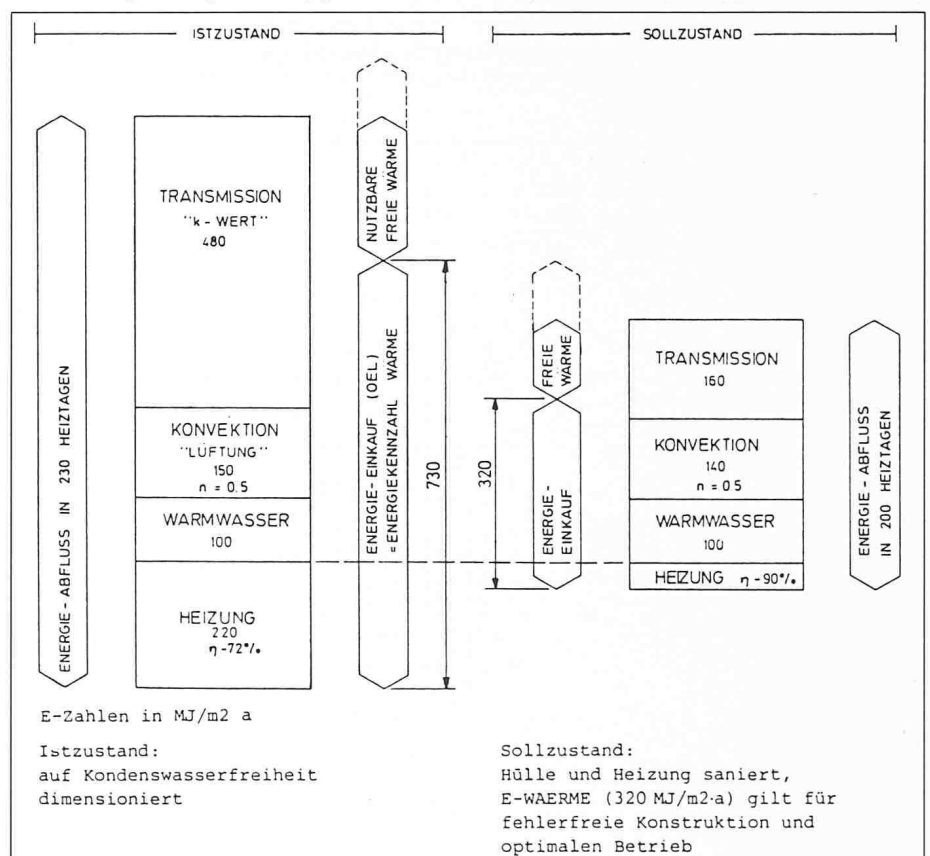 ISTZUSTAND
SOLLZUSTAND
ENERGIE-ABFLUSS IN 230 HEIZTAGEN
TRANSMISSION
"k-WERT"
480
KONVEKTION
"LÜFTUNG"
150
n = 0.5
WARMWASSER
100
HEIZUNG
220
η-72%
NUTZBARE
FREIE WÄRME
ENERGIE-EINKAUF (OEL)
=ENERGIEKENNZAHL WÄRME
730
320
FREIE
WÄRME
ENERGIE-
EINKAUF
TRANSMISSION
160
KONVEKTION
140
n = 0 5
WARMWASSER
100
HEIZUNG η-90%
ENERGIE-ABFLUSS
IN 200 HEIZTAGEN
E-Zahlen in MJ/m2 a
Istzustand:
auf Kondenswasserfreiheit
dimensioniert
Sollzustand:
Hülle und Heizung saniert,
E-WAERME (320 MJ/m2·a) gilt für
fehlerfreie Konstruktion und
optimalen Betrieb